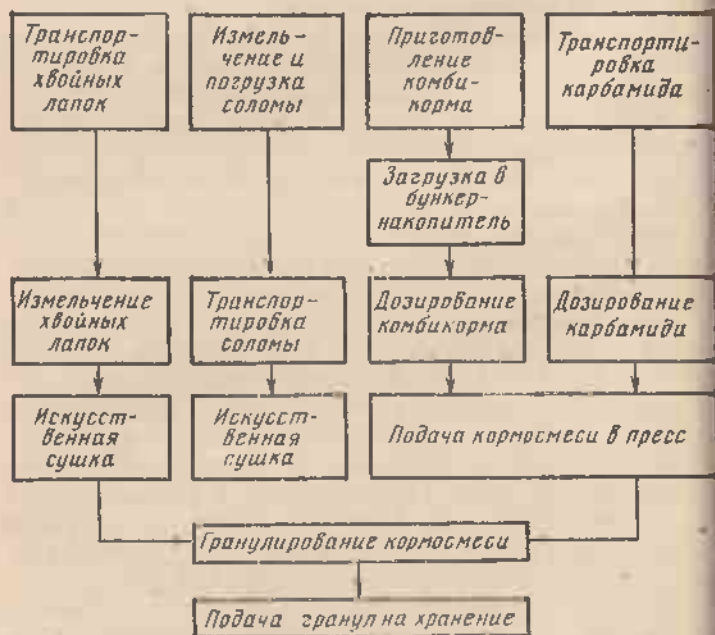 Транспор-
тировка
хвойных
лапок
Измель-
чение и
погрузка
соломы
Приготов-
ление
комби-
корма
Транспорти-
ровка
карбамида
Загрузка в
бункер-
накопитель
Измельчение
хвойных
лапок
Транспор-
тировка
соломы
Дозирование
комбикорма
Дозирование
карбамида
Искусст-
венная
сушка
Искусст-
венная
сушка
Подача кормосмеси в пресс
Гранулирование кормосмеси
Подача гранул на хранение